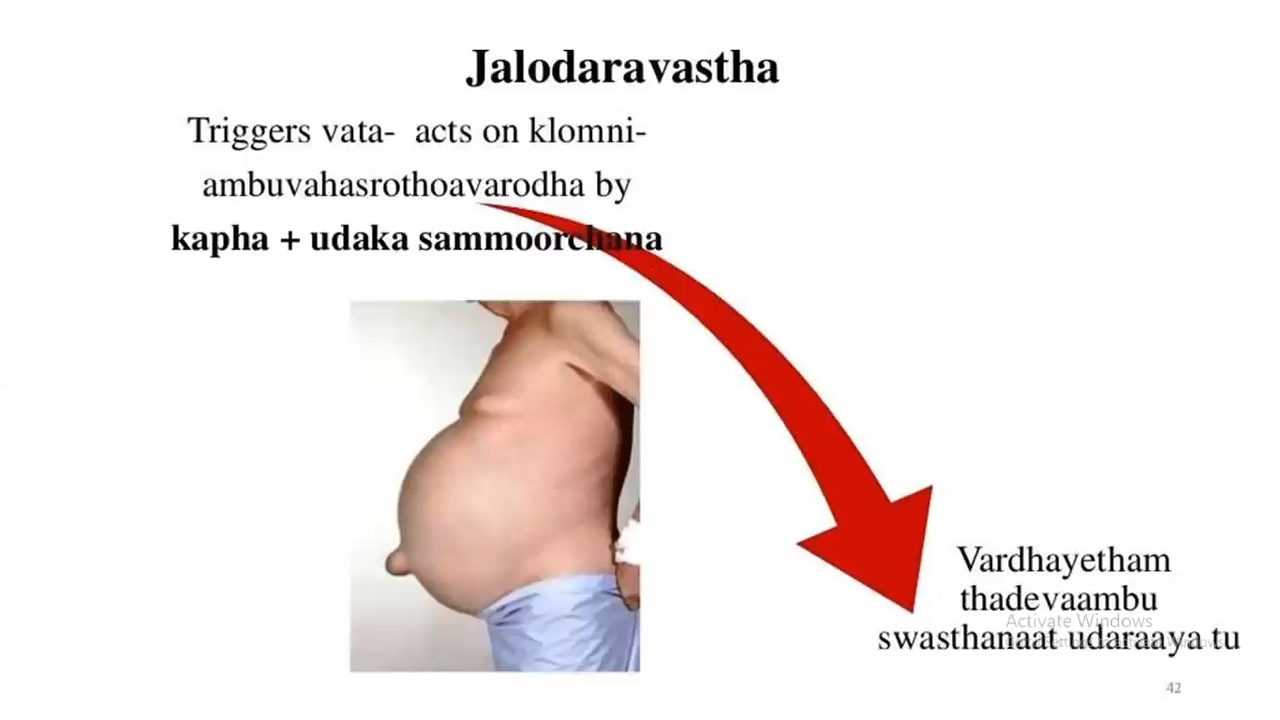 Jalodaravastha
Triggers vata- acts on klomni-
ambuvahasrothoavarodha by
kapha + udaka sammoorchana
Vardhayetham
thadevaambu
Activate Windows
swasthanaat udaraaya tu
42